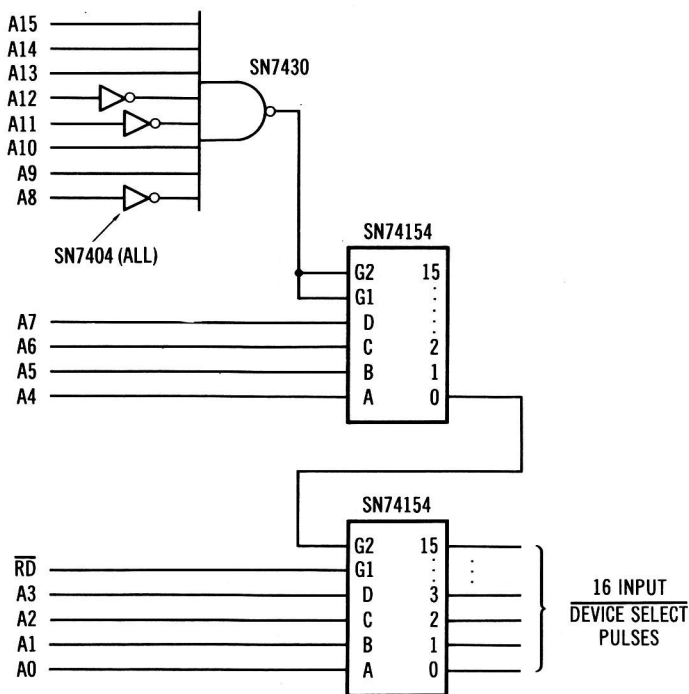 A15
A14
A13
SN7430
A12
A11
A10
A9
A8
SN7404 (ALL)
SN74154
G2 15
G1
A7 D
A6 C 2
A5 B 1
A4 A 0
SN74154
G2 15
RD G1
A3 D 3
A2 C 2
A1 B 1
A0 A 0
16 INPUT
DEVICE SELECT
PULSES